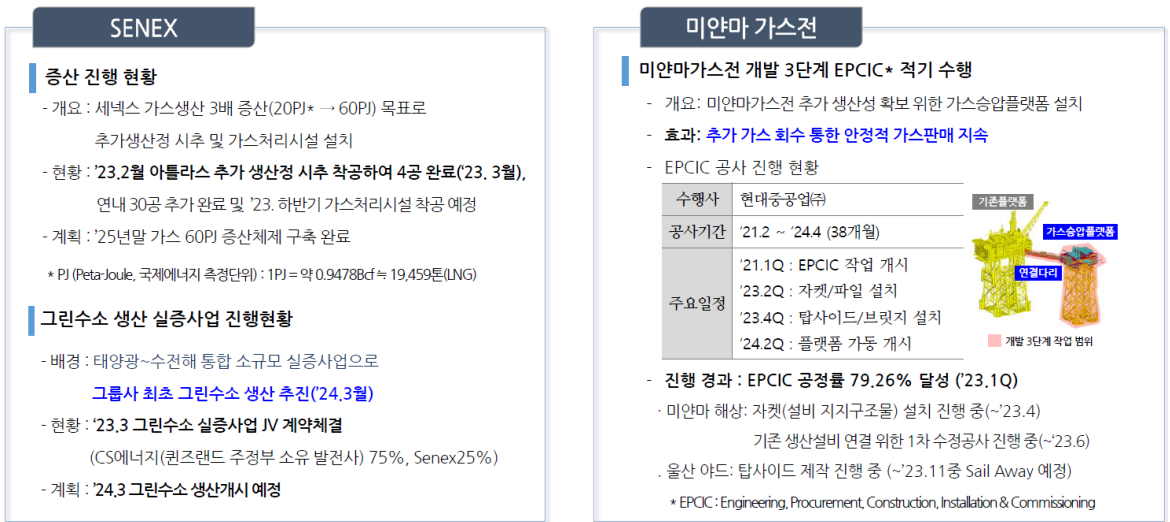 SENEX
증산 진행 현황
- 개요 : 세넥스 가스생산 3배 증산(20PJ* → 60PJ) 목표로
추가생산정 시추 및 가스처리시설 설치
- 현황 : ’23.2월 아틀라스 추가 생산정 시추 착공하여 4공 완료(‘23. 3월),
연내 30공 추가 완료 및 ’23. 하반기 가스처리시설 착공 예정
- 계획 : ’25년말 가스 60PJ 증산체제 구축 완료
* PJ (Peta-Joule, 국제에너지 측정단위) : 1PJ = 약 0.9478Bcf ≒ 19,459톤(LNG)
그린수소 생산 실증사업 진행현황
- 배경 : 태양광~수전해 통합 소규모 실증사업으로
그룹사 최초 그린수소 생산 추진(’24.3월)
- 현황 : ‘23.3 그린수소 실증사업 JV 계약체결
(CS에너지(퀸즈랜드 주정부 소유 발전사) 75%, Senex25%)
- 계획 : ’24.3 그린수소 생산개시 예정
미얀마 가스전
미얀마가스전 개발 3단계 EPCIC* 적기 수행
- 개요: 미얀마가스전 추가 생산성 확보 위한 가스승압플랫폼 설치
- 효과: 추가 가스 회수 통한 안정적 가스판매 지속
- EPCIC 공사 진행 현황
수행사 현대중공업㈜
공사기간 ’21.2 ~ ’24.4 (38개월)
주요일정
’21.1Q : EPCIC 작업 개시
’23.2Q : 자켓/파일 설치
’23.4Q : 탑사이드/브릿지 설치
’24.2Q : 플랫폼 가동 개시
기존플랫폼
가스승압플랫폼
연결다리
개발 3단계 작업 범위
- 진행 경과 : EPCIC 공정률 79.26% 달성 (’23.1Q)
· 미얀마 해상: 자켓(설비 지지구조물) 설치 진행 중(~’23.4)
기존 생산설비 연결 위한 1차 수정공사 진행 중(~‘23.6)
. 울산 야드: 탑사이드 제작 진행 중 (~’23.11중 Sail Away 예정)
* EPCIC : Engineering, Procurement, Construction, Installation & Commissioning